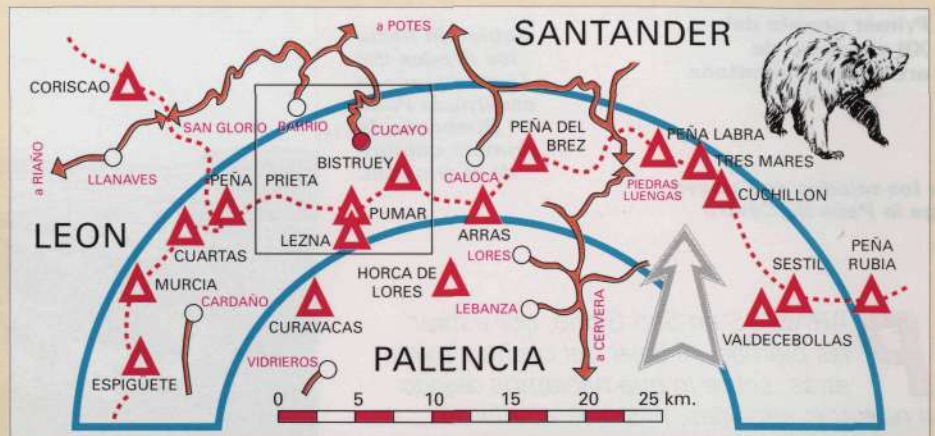 a POTES
SANTANDER
CORISCAO
SAN GLORIO
BARRIO
CUCAYO
PEÑA DEL
BREZ
PEÑA LABRA
TRES MARES
a RIAÑO
LLANAVES
PEÑA PRIETA
BISTRUEY
CALOCA
PIEDRAS
LUENGAS
CUCHILLON
LEON
PUMAR
LEZNA
ARRAS
CUARTAS
MURCIA
CARDAÑO
HORCA DE
LORES
LORES
SESTIL
PEÑA
RUBIA
CURAVACAS
LEBANZA
a CERVERA
VALDECEBOLLAS
ESPIGÜETE
VIDRIEROS
PALENCIA
0 5 10 15 20 25 km.